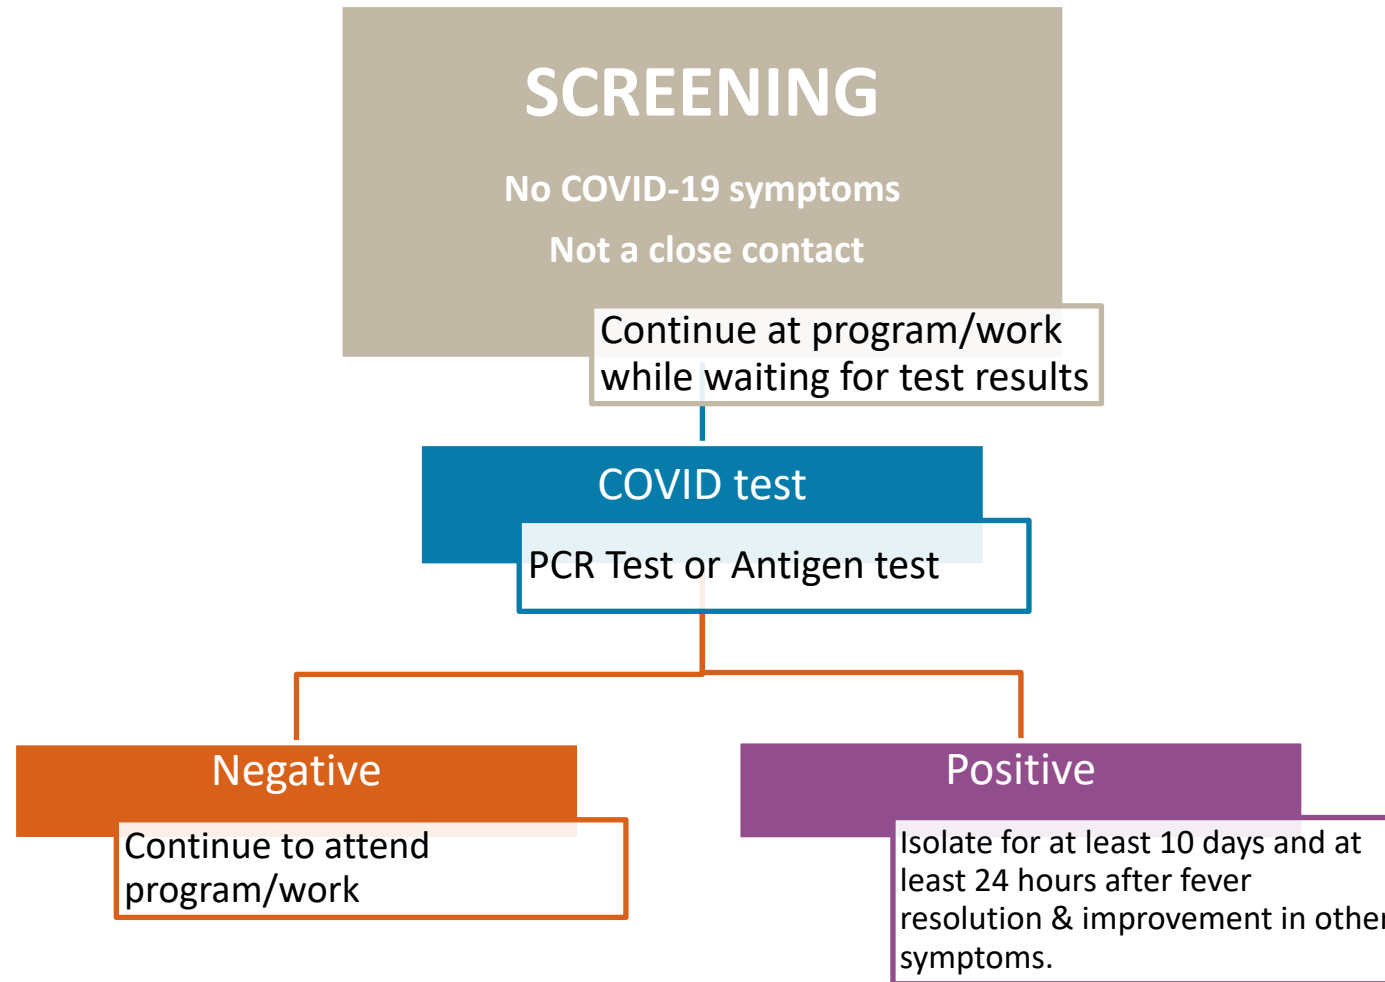 SCREENING
No COVID-19 symptoms
Not a close contact
Continue at program/work
while waiting for test results
COVID test
PCR Test or Antigen test
Negative
Continue to attend
program/work
Positive
Isolate for at least 10 days and at
least 24 hours after fever
resolution & improvement in other
symptoms.